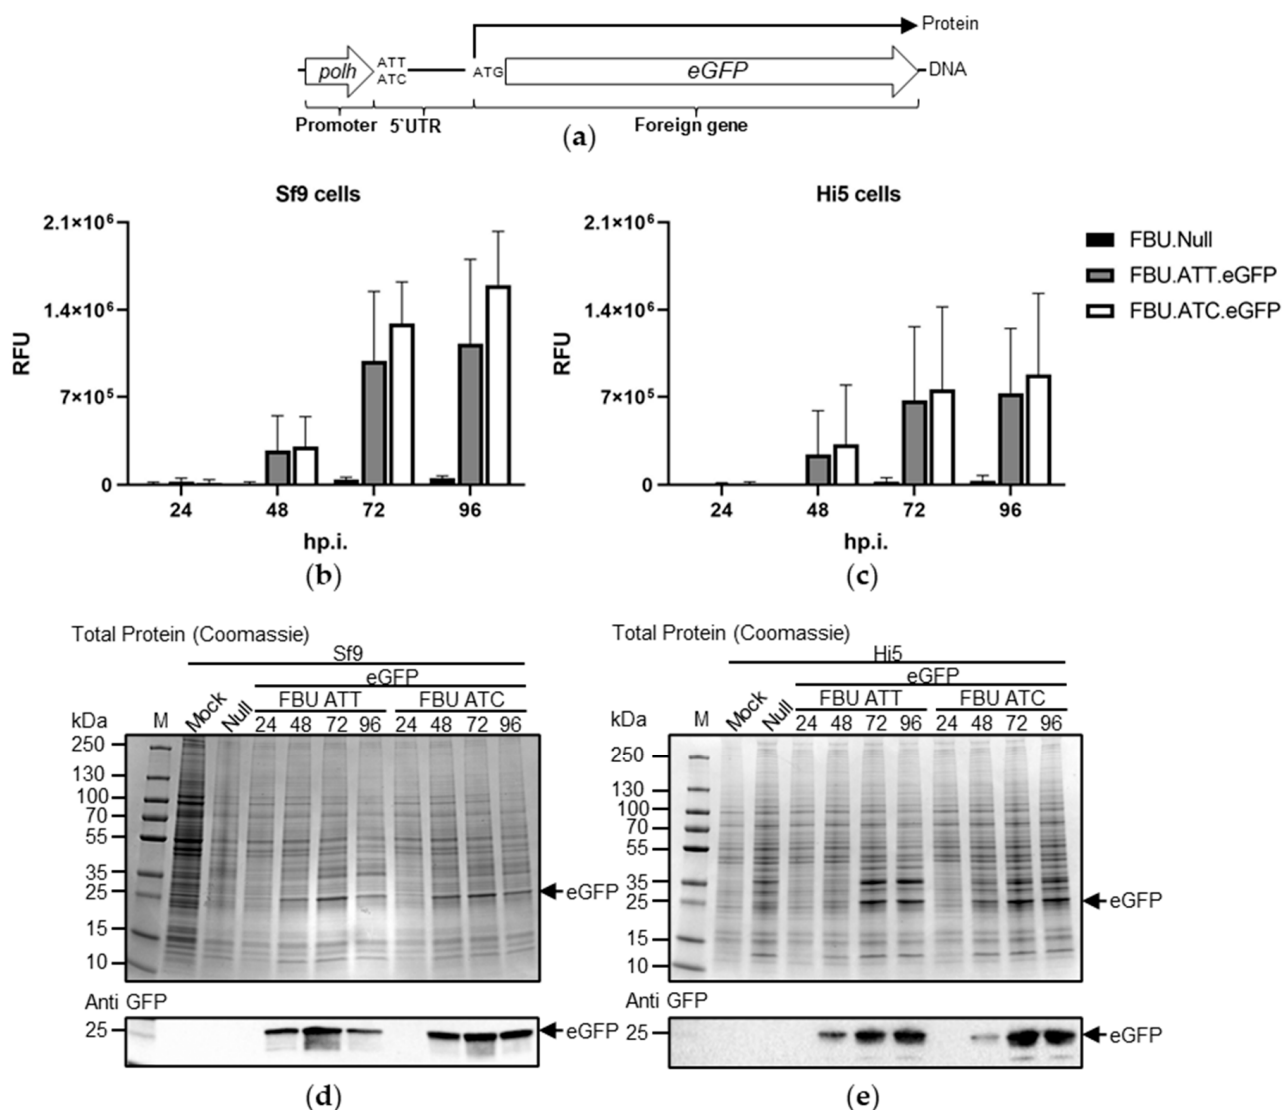 Protein
polh
ATT
ATC
ATG
eGFP
DNA
Promoter
5`UTR
Foreign gene
(a)
Sf9 cells
2.1×10⁶
1.4×10⁶
7×10⁵
0
RFU
24 48 72 96
hp.i.
(b)
Hi5 cells
2.1×10⁶
1.4×10⁶
7×10⁵
0
RFU
24 48 72 96
hp.i.
(c)
FBU.Null
FBU.ATT.eGFP
FBU.ATC.eGFP
Total Protein (Coomassie)
Sf9
eGFP
FBU ATT FBU ATC
kDa M Mock Null 24 48 72 96 24 48 72 96
250
130
100
70
55
35
25
15
10
eGFP
Anti GFP
25
eGFP
(d)
Total Protein (Coomassie)
Hi5
eGFP
FBU ATT FBU ATC
kDa M Mock Null 24 48 72 96 24 48 72 96
250
130
100
70
55
35
25
15
10
eGFP
Anti GFP
25
eGFP
(e)